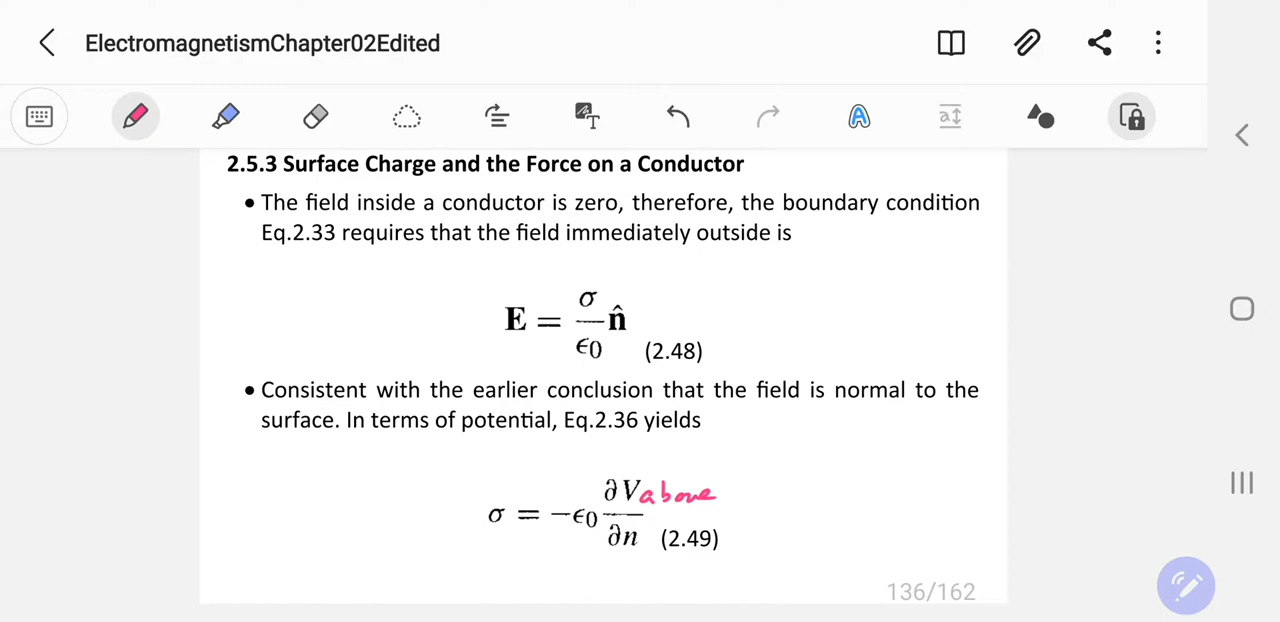 ElectromagnetismChapter02Edited
2.5.3 Surface Charge and the Force on a Conductor
• The field inside a conductor is zero, therefore, the boundary condition
Eq.2.33 requires that the field immediately outside is
E = σ/ϵ0 n̂ (2.48)
• Consistent with the earlier conclusion that the field is normal to the
surface. In terms of potential, Eq.2.36 yields
σ = −ϵ0 ∂V above/∂n (2.49)
136/162